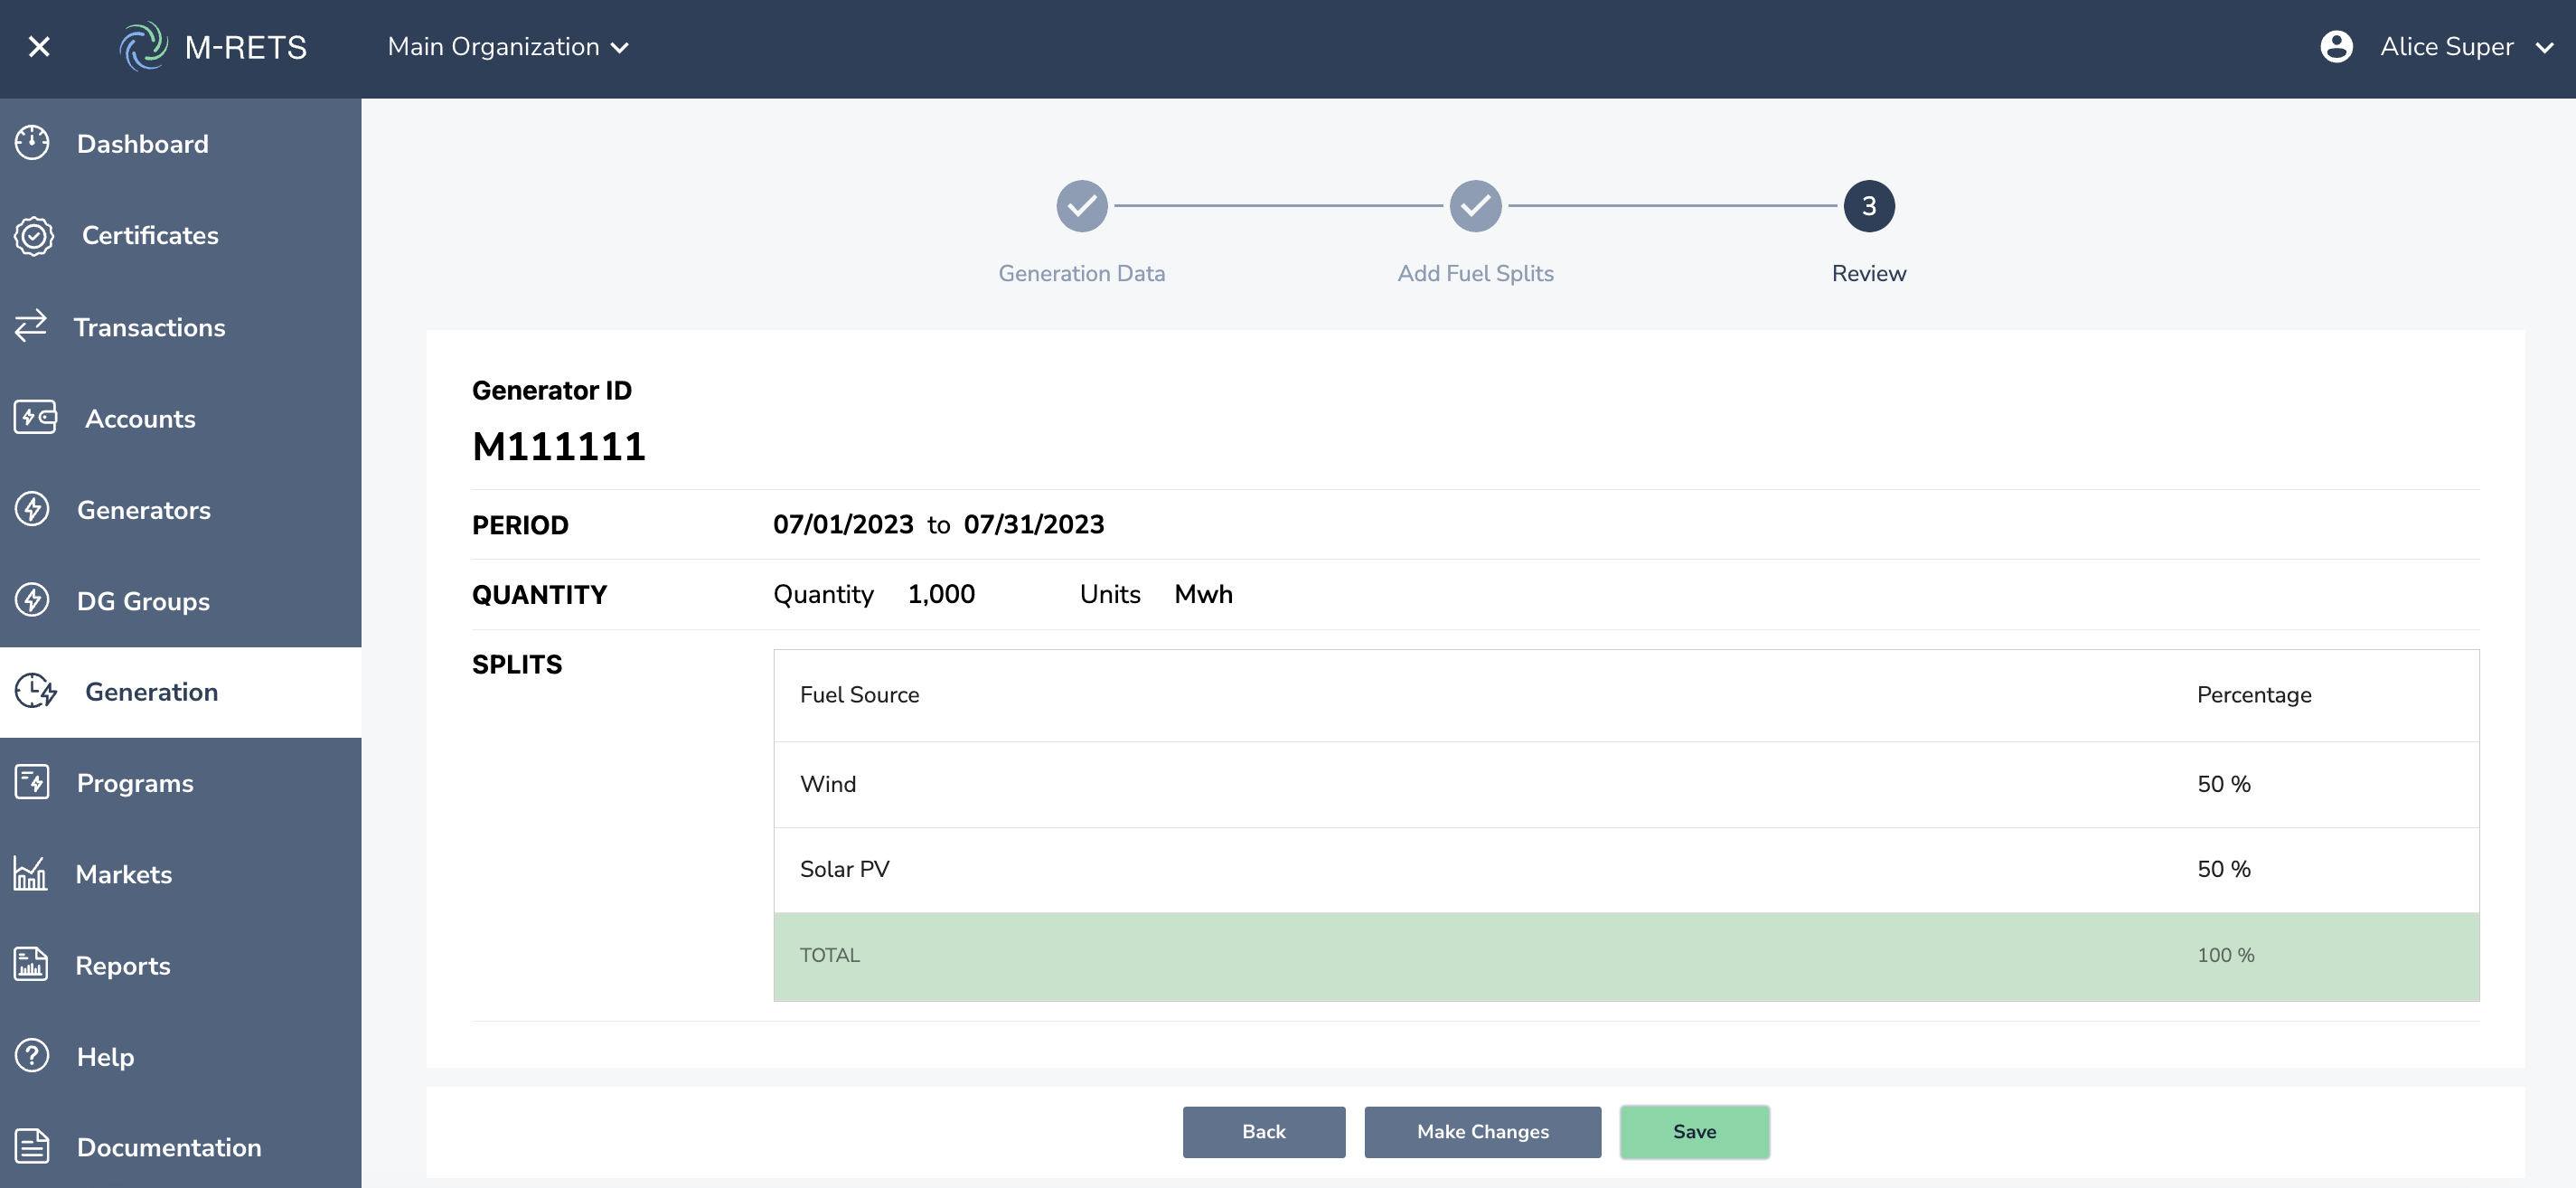 M-RETS
Main Organization
Alice Super
Dashboard
Certificates
Transactions
Accounts
Generators
DG Groups
Generation
Programs
Markets
Reports
Help
Documentation
3
Generation Data
Add Fuel Splits
Review
Generator ID
M111111
PERIOD 07/01/2023 to 07/31/2023
QUANTITY Quantity 1,000 Units Mwh
SPLITS
Fuel Source Percentage
Wind 50 %
Solar PV 50 %
TOTAL 100 %
Back Make Changes Save